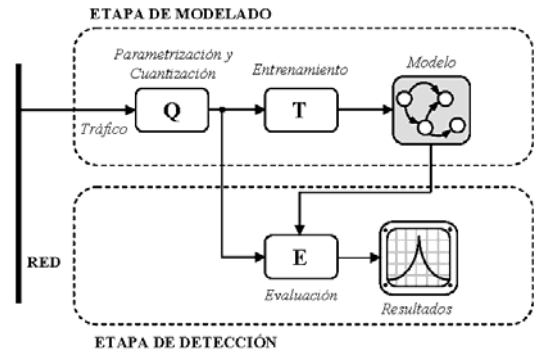 ETAPA DE MODELADO
Parametrización y
Cuantización
Entrenamiento
Modelo
Q
T
Tráfico
RED
E
Evaluación
Resultados
ETAPA DE DETECCIÓN